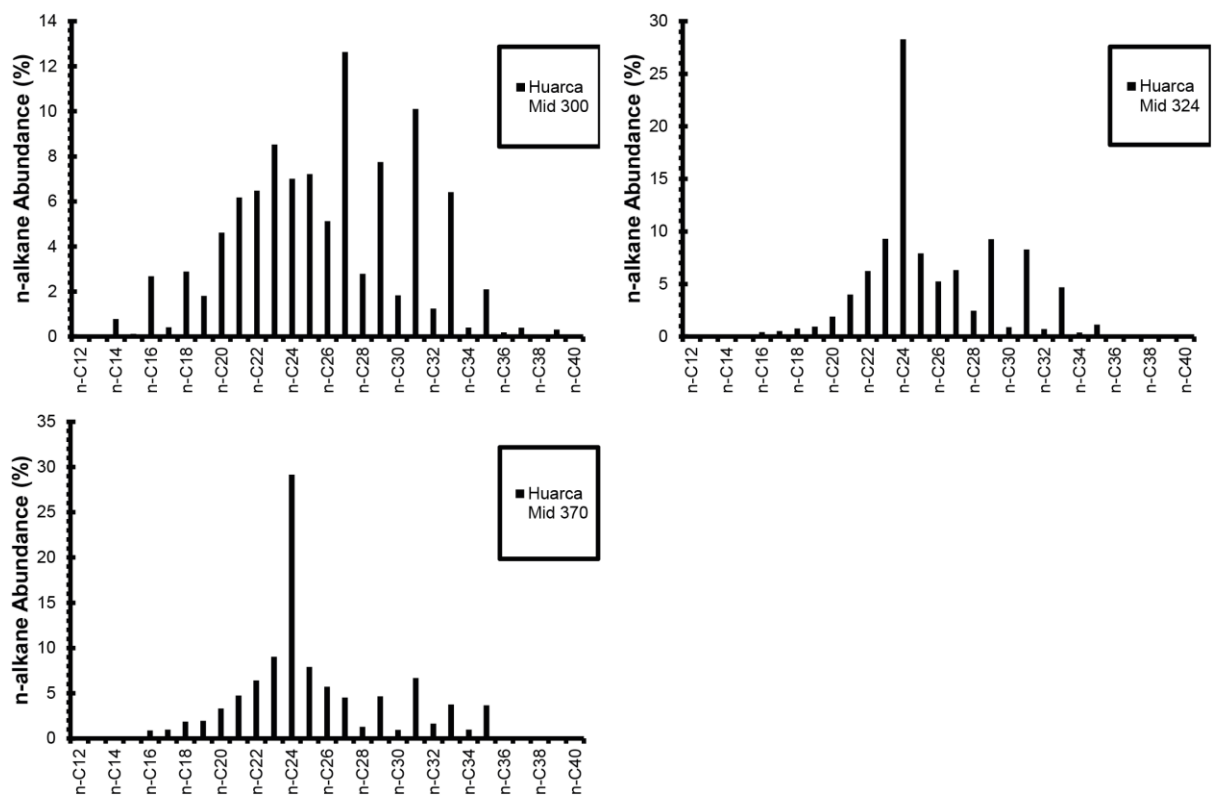 n-alkane Abundance (%)
14
12
10
8
6
4
2
0
n-C12
n-C14
n-C16
n-C18
n-C20
n-C22
n-C24
n-C26
n-C28
n-C30
n-C32
n-C34
n-C36
n-C38
n-C40
Huarca
Mid 300
n-alkane Abundance (%)
30
25
20
15
10
5
0
n-C12
n-C14
n-C16
n-C18
n-C20
n-C22
n-C24
n-C26
n-C28
n-C30
n-C32
n-C34
n-C36
n-C38
n-C40
Huarca
Mid 324
n-alkane Abundance (%)
35
30
25
20
15
10
5
0
n-C12
n-C14
n-C16
n-C18
n-C20
n-C22
n-C24
n-C26
n-C28
n-C30
n-C32
n-C34
n-C36
n-C38
n-C40
Huarca
Mid 370